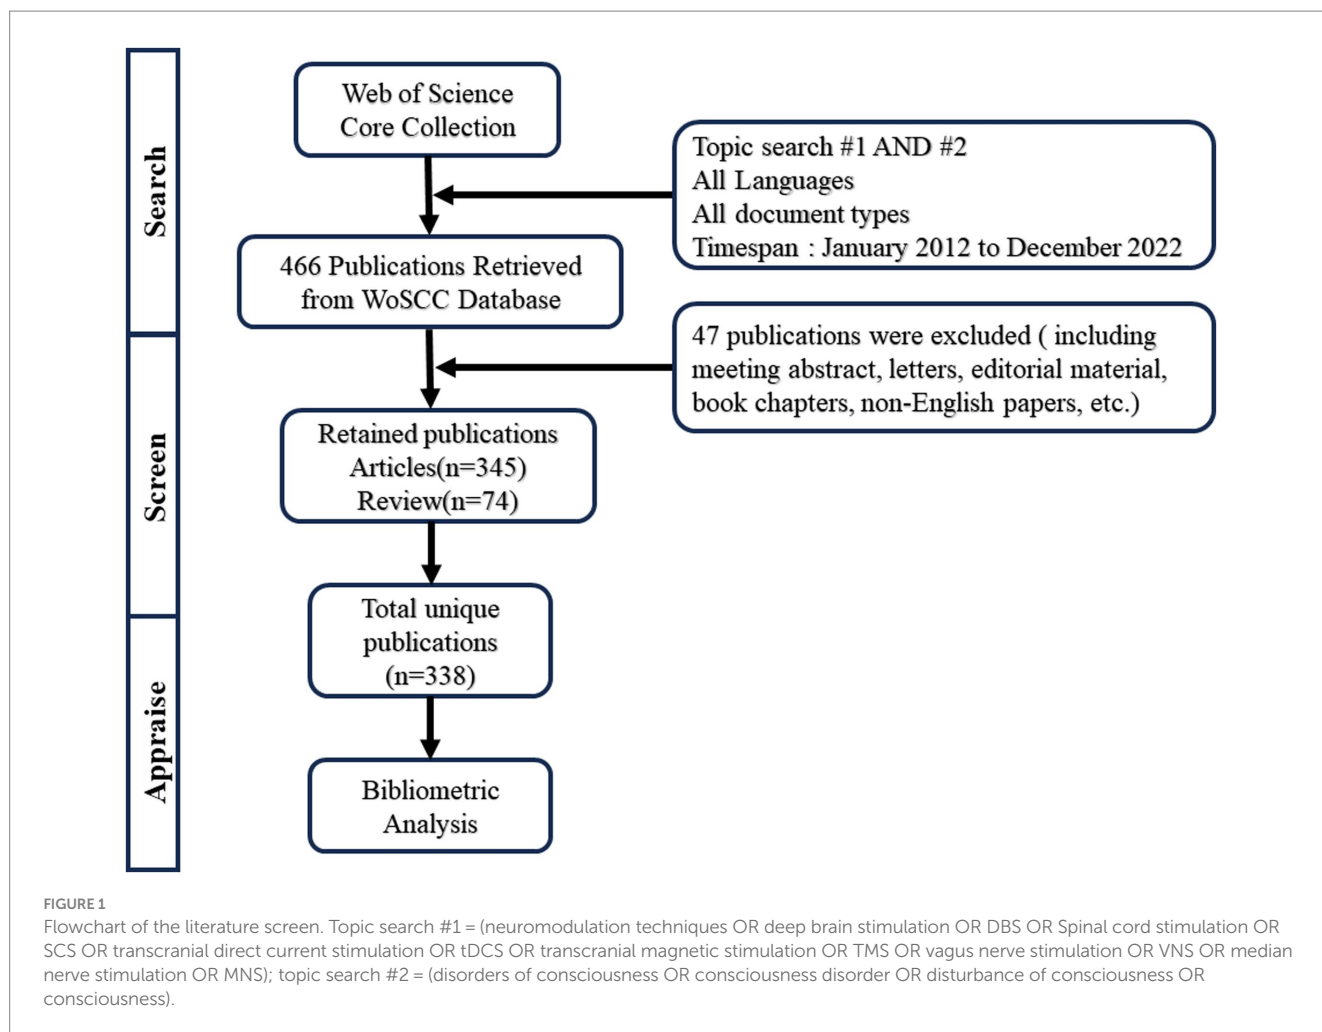 Search
Web of Science
Core Collection
Topic search #1 AND #2
All Languages
All document types
Timespan : January 2012 to December 2022
466 Publications Retrieved
from WoSCC Database
Screen
47 publications were excluded ( including
meeting abstract, letters, editorial material,
book chapters, non-English papers, etc.)
Retained publications
Articles(n=345)
Review(n=74)
Appraise
Total unique
publications
(n=338)
Bibliometric
Analysis
FIGURE 1
Flowchart of the literature screen. Topic search #1 = (neuromodulation techniques OR deep brain stimulation OR DBS OR Spinal cord stimulation OR
SCS OR transcranial direct current stimulation OR tDCS OR transcranial magnetic stimulation OR TMS OR vagus nerve stimulation OR VNS OR median
nerve stimulation OR MNS); topic search #2 = (disorders of consciousness OR consciousness disorder OR disturbance of consciousness OR
consciousness).